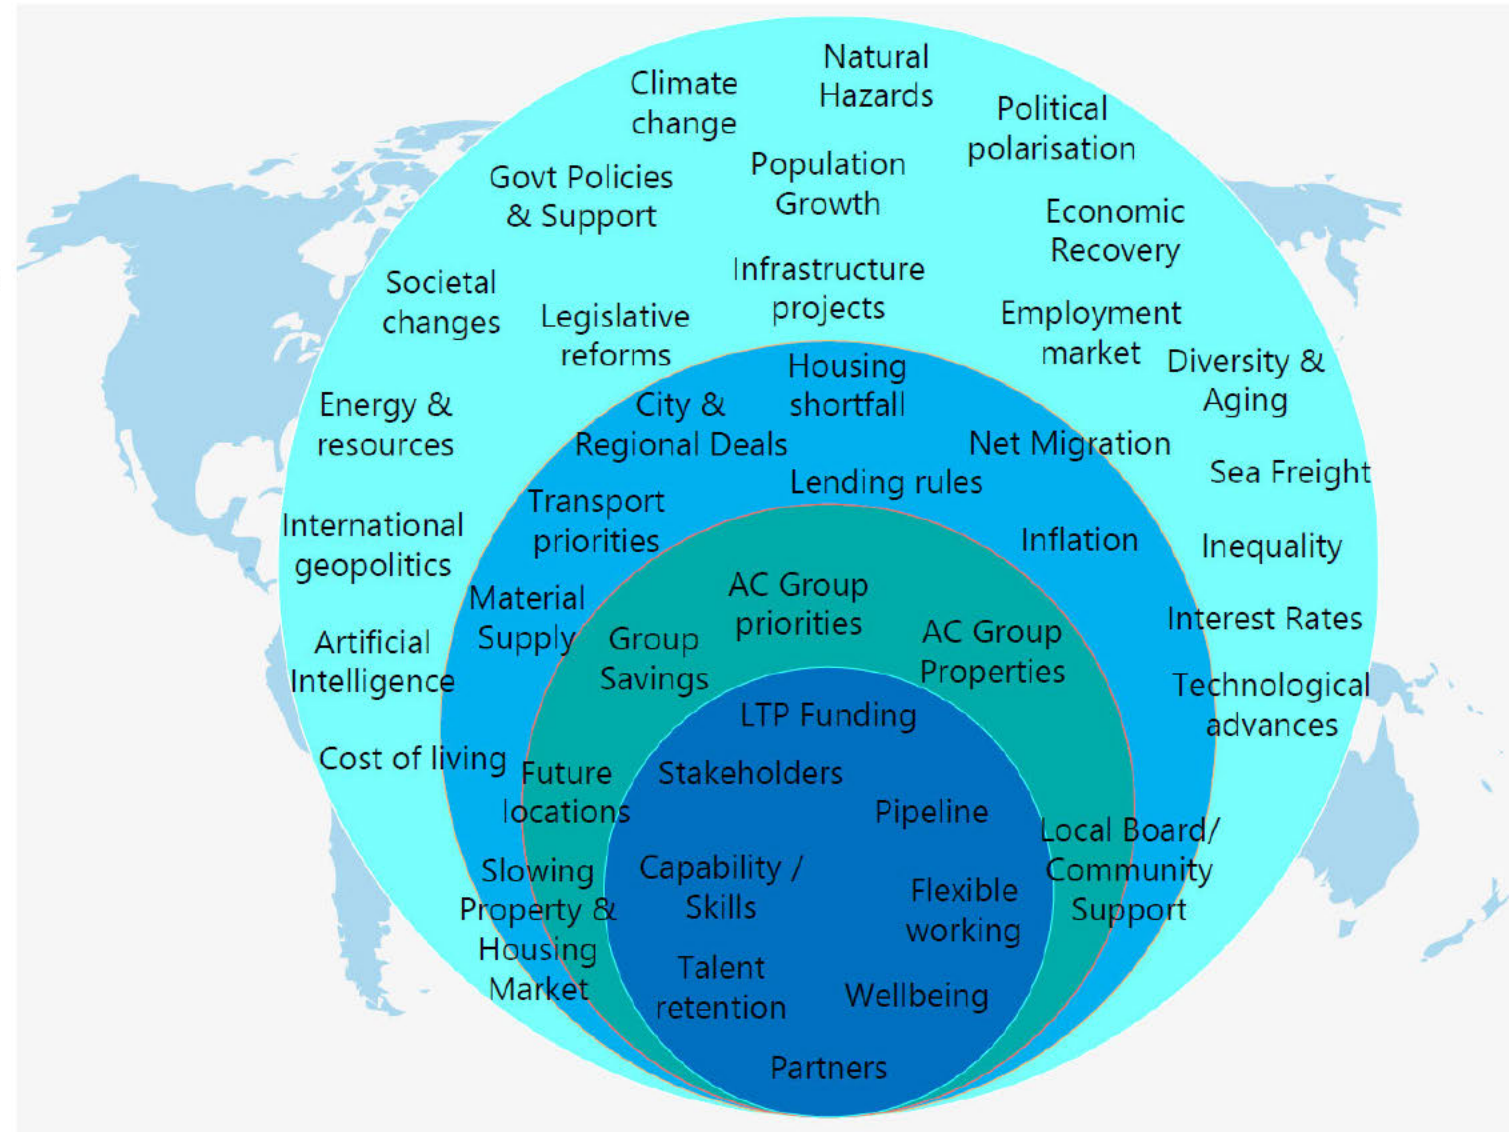 Natural
Hazards
Climate
change
Political
polarisation
Population
Growth
Govt Policies
& Support
Economic
Recovery
Infrastructure
projects
Societal
changes
Legislative
reforms
Employment
market
Diversity &
Aging
Housing
shortfall
Energy &
resources
City &
Regional Deals
Net Migration
Sea Freight
Lending rules
Transport
priorities
International
geopolitics
Inflation
Inequality
AC Group
priorities
Material
Supply
Interest Rates
Group
Savings
AC Group
Properties
Artificial
Intelligence
Technological
advances
LTP Funding
Cost of living
Future
locations
Stakeholders
Pipeline
Local Board/
Community
Support
Slowing
Property &
Housing
Market
Capability /
Skills
Flexible
working
Talent
retention
Wellbeing
Partners